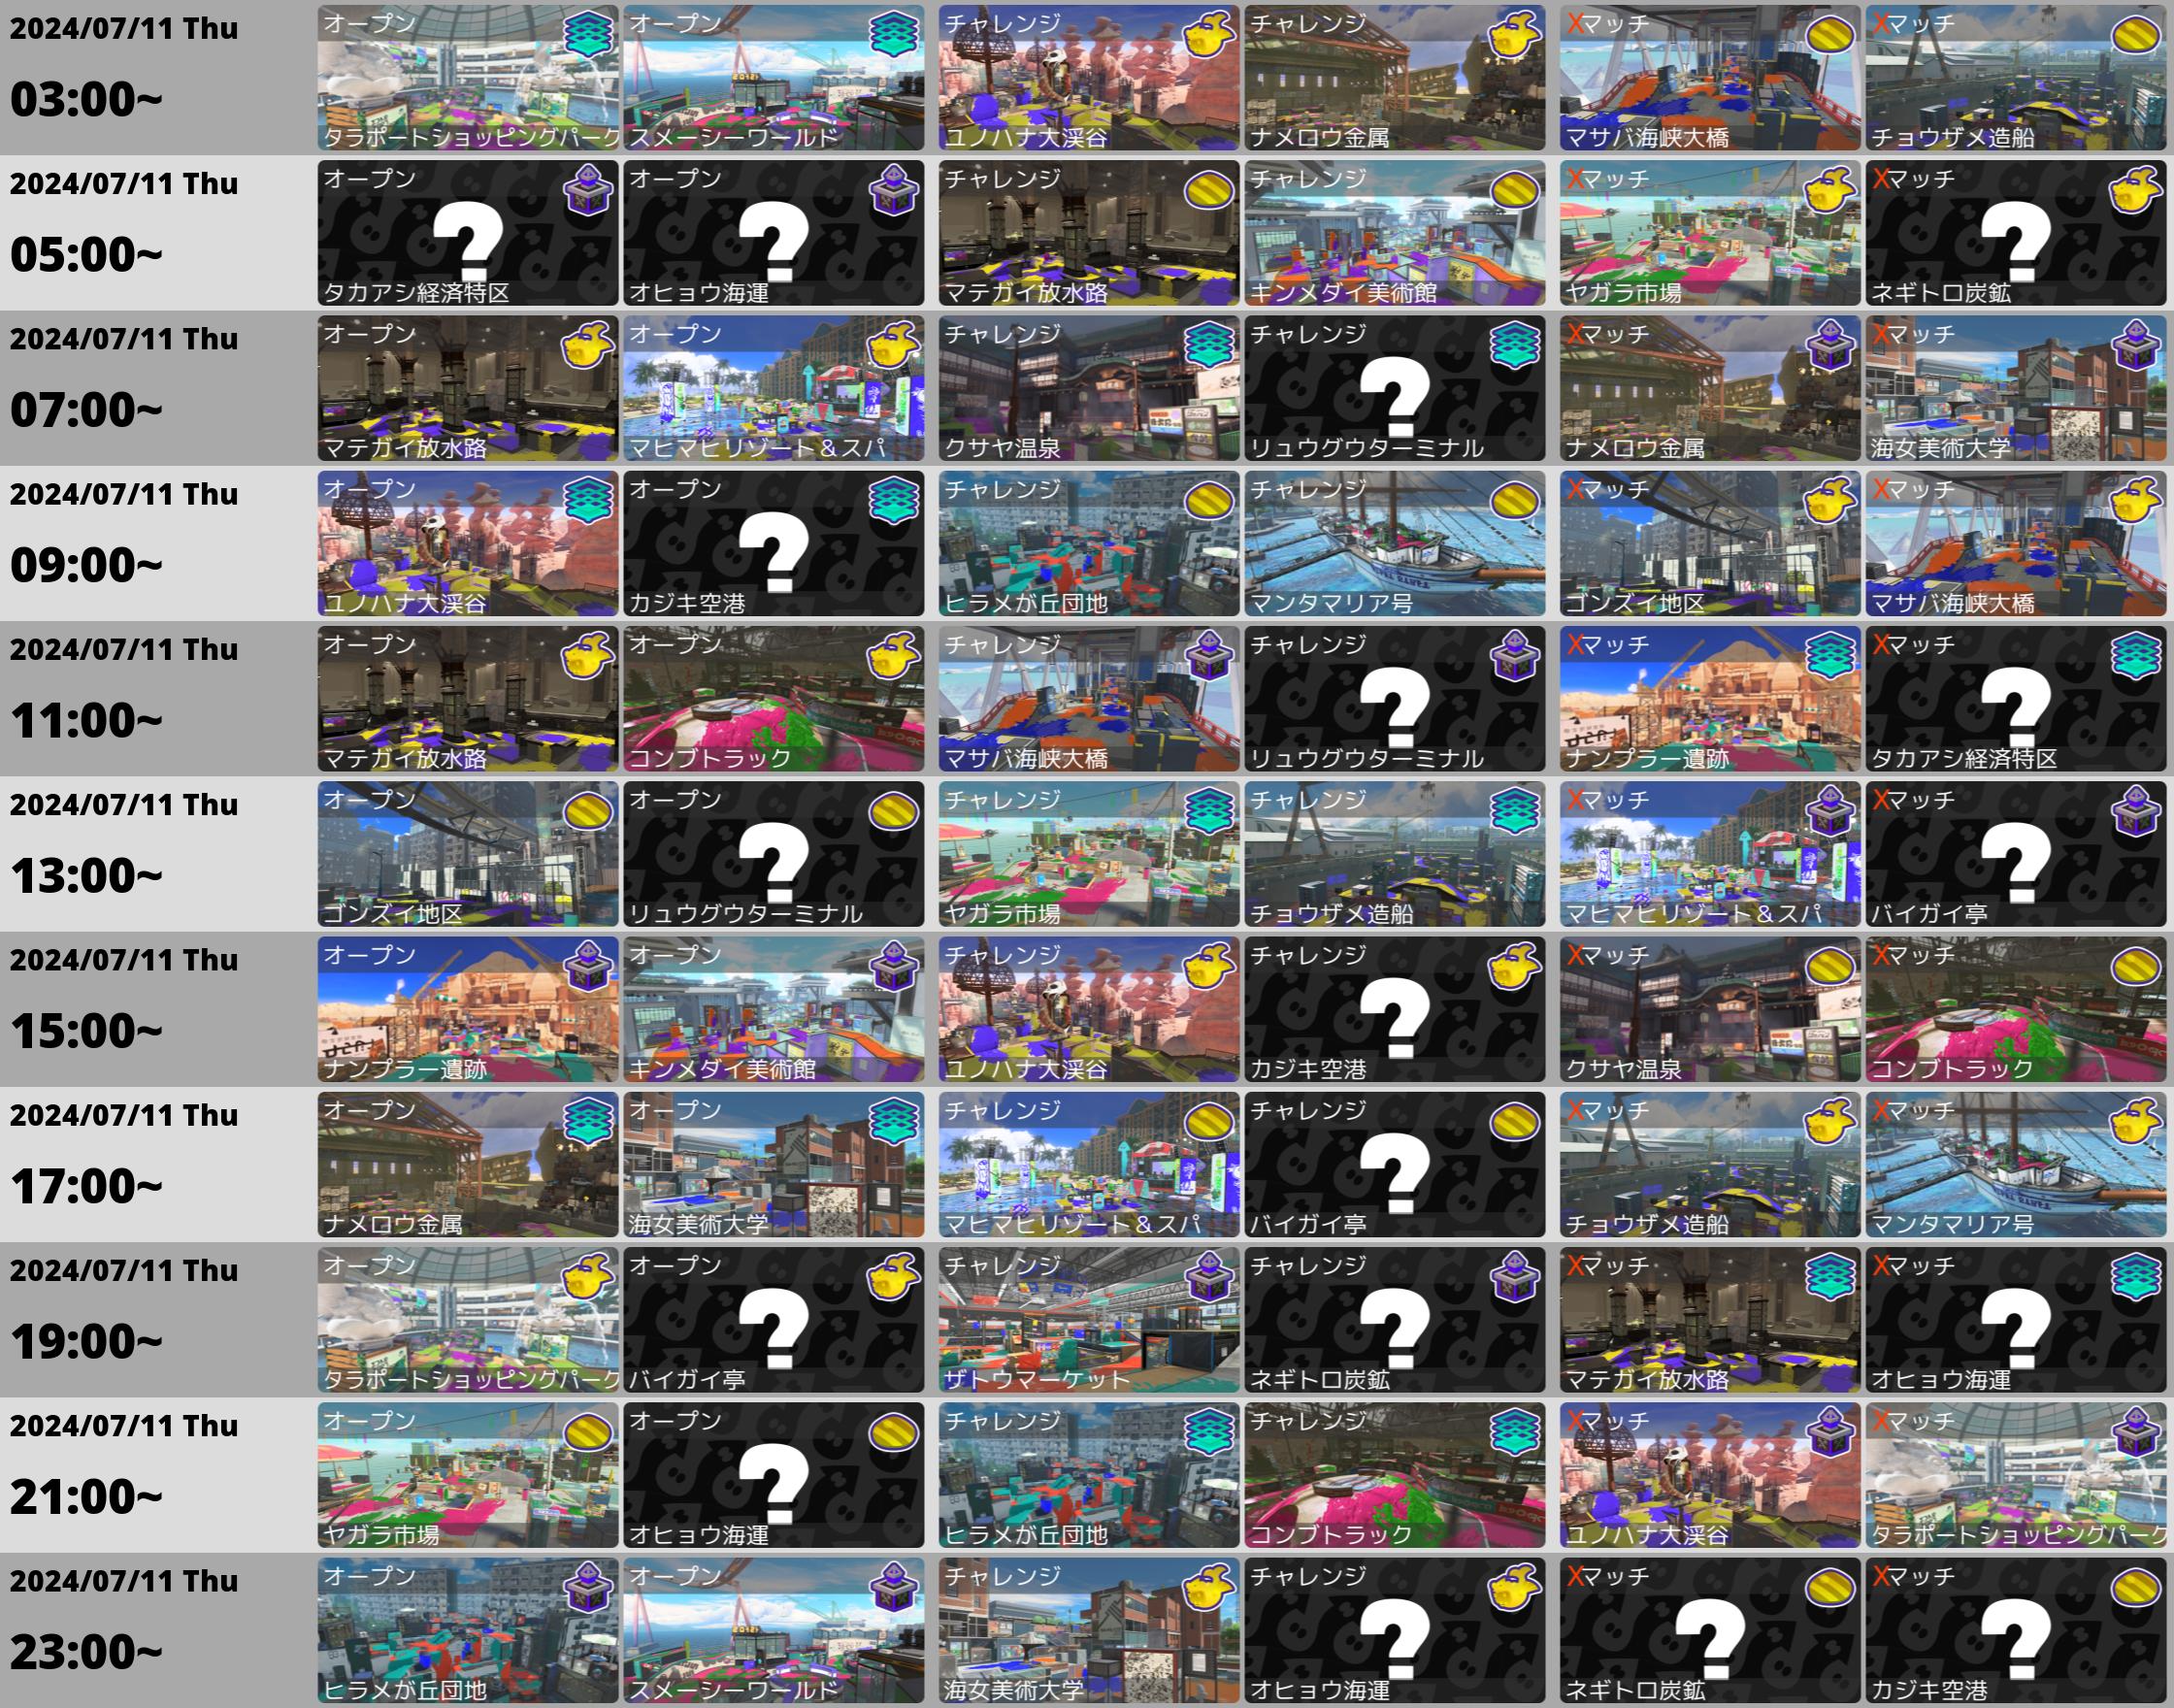 2024/07/11 Thu
03:00~
オープン
タラポートショッピングパーク
オープン
スメーシーワールド
チャレンジ
ユノハナ大渓谷
チャレンジ
ナメロウ金属
Xマッチ
マサバ海峡大橋
Xマッチ
チョウザメ造船
2024/07/11 Thu
05:00~
オープン
タカアシ経済特区
オープン
オヒョウ海運
チャレンジ
マテガイ放水路
チャレンジ
キンメダイ美術館
Xマッチ
ヤガラ市場
Xマッチ
ネギトロ炭鉱
2024/07/11 Thu
07:00~
オープン
マテガイ放水路
オープン
マヒマヒリゾート＆スパ
チャレンジ
クサヤ温泉
チャレンジ
リュウグウターミナル
Xマッチ
ナメロウ金属
Xマッチ
海女美術大学
2024/07/11 Thu
09:00~
オープン
ユノハナ大渓谷
オープン
カジキ空港
チャレンジ
ヒラメが丘団地
チャレンジ
マンタマリア号
Xマッチ
ゴンズイ地区
Xマッチ
マサバ海峡大橋
2024/07/11 Thu
11:00~
オープン
マテガイ放水路
オープン
コンブトラック
チャレンジ
マサバ海峡大橋
チャレンジ
リュウグウターミナル
Xマッチ
ナンプラー遺跡
Xマッチ
タカアシ経済特区
2024/07/11 Thu
13:00~
オープン
ゴンズイ地区
オープン
リュウグウターミナル
チャレンジ
ヤガラ市場
チャレンジ
チョウザメ造船
Xマッチ
マヒマヒリゾート＆スパ
Xマッチ
バイガイ亭
2024/07/11 Thu
15:00~
オープン
ナンプラー遺跡
オープン
キンメダイ美術館
チャレンジ
ユノハナ大渓谷
チャレンジ
カジキ空港
Xマッチ
クサヤ温泉
Xマッチ
コンブトラック
2024/07/11 Thu
17:00~
オープン
ナメロウ金属
オープン
海女美術大学
チャレンジ
マヒマヒリゾート＆スパ
チャレンジ
バイガイ亭
Xマッチ
チョウザメ造船
Xマッチ
マンタマリア号
2024/07/11 Thu
19:00~
オープン
タラポートショッピングパーク
オープン
バイガイ亭
チャレンジ
ザトウマーケット
チャレンジ
ネギトロ炭鉱
Xマッチ
マテガイ放水路
Xマッチ
オヒョウ海運
2024/07/11 Thu
21:00~
オープン
ヤガラ市場
オープン
オヒョウ海運
チャレンジ
ヒラメが丘団地
チャレンジ
コンブトラック
Xマッチ
ユノハナ大渓谷
Xマッチ
タラポートショッピングパーク
2024/07/11 Thu
23:00~
オープン
ヒラメが丘団地
オープン
スメーシーワールド
チャレンジ
海女美術大学
チャレンジ
オヒョウ海運
Xマッチ
ネギトロ炭鉱
Xマッチ
カジキ空港